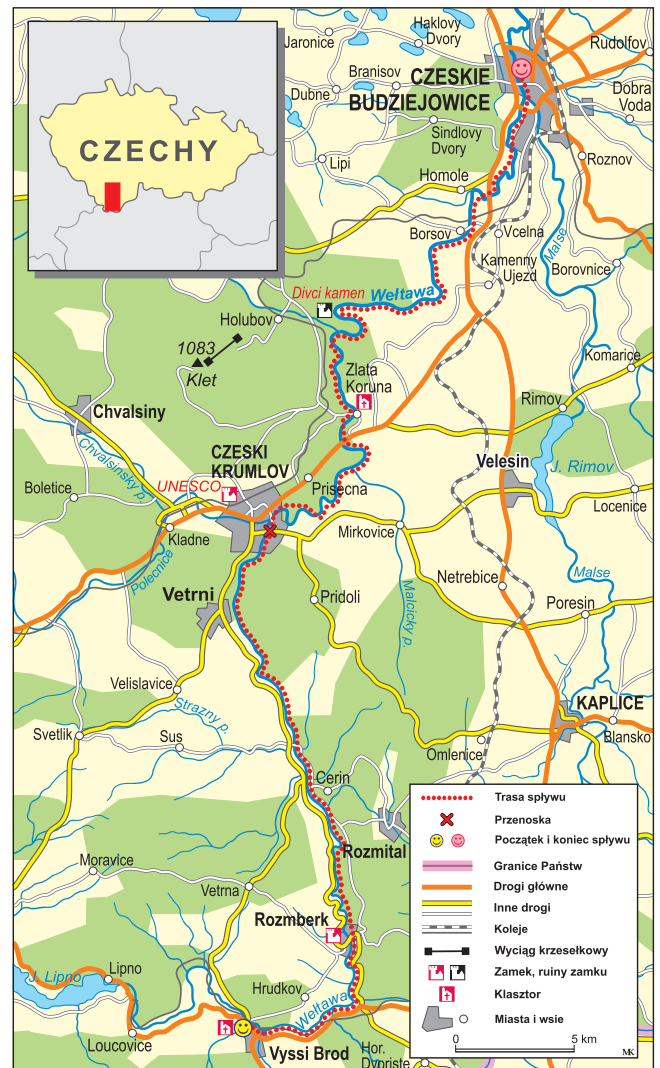 Haklovy
Dvory
Jaronice
Rudolfov
CZESKIE
BUDZIEJOWICE
Branisov
Dubne
Dobra
Voda
Sindlovy
Dvory
Lipi
Roznov
Homole
CZECHY
Borsov
Vcelna
Malse
Kamenny
Ujezd
Borovnice
Divci kamen
Wełtawa
Holubov
1083
Klet
Zlata
Koruna
Komarice
Rimov
Chvalsiny
Chvalsinsky p.
CZESKI
KRUMLOV
Velesin
J. Rimov
UNESCO
Boletice
Prisecna
Locenice
Kladne
Mirkovice
Polecnice
Vetrni
Pridoli
Malcicky p.
Netrebice
Malse
Poresin
Velislavice
Strazny p.
KAPLICE
Svetlik
Sus
Blansko
Omlenice
Cerin
Rozmital
Moravice
Vetrna
Rozmberk
J. Lipno
Lipno
Hrudkov
Wełtawa
Loucovice
Vyssi Brod
Hor.
Dvoriste
Trasa spływu
Przenoska
Początek i koniec spływu
Granice Państw
Drogi główne
Inne drogi
Koleje
Wyciąg krzesełkowy
Zamek, ruiny zamku
Klasztor
Miasta i wsie
0 5 km
MK